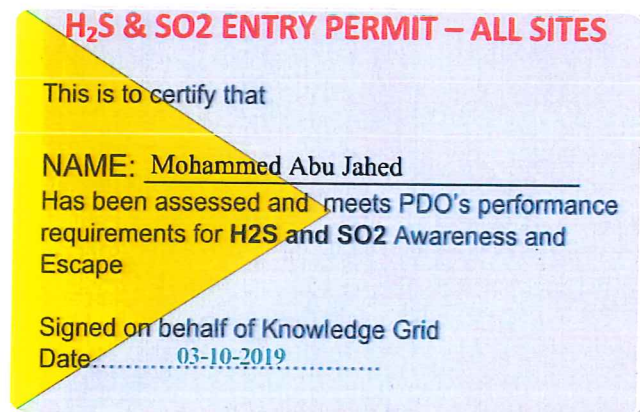 H₂S & SO2 ENTRY PERMIT – ALL SITES
This is to certify that
NAME: Mohammed Abu Jahed
Has been assessed and meets PDO's performance
requirements for H2S and SO2 Awareness and
Escape
Signed on behalf of Knowledge Grid
Date..... 03-10-2019 .....